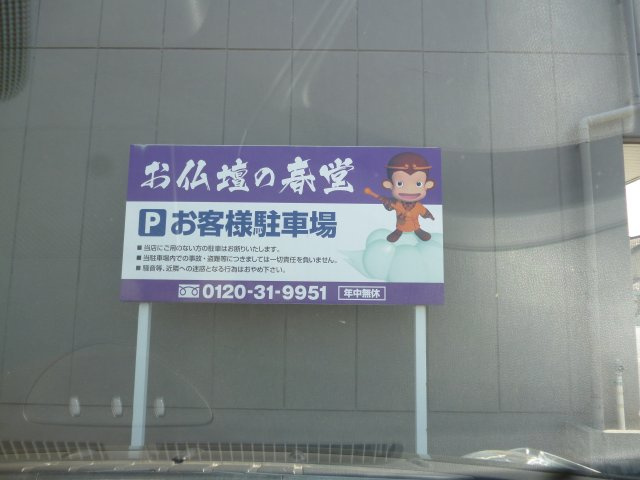 お仏壇の春堂
P お客様駐車場
■当店にご用のない方の駐車はお断りいたします。
■当駐車場内での事故・盗難等につきましては一切責任を負いません。
■騒音等、近隣への迷惑となる行為はおやめ下さい。
0120-31-9951 年中無休